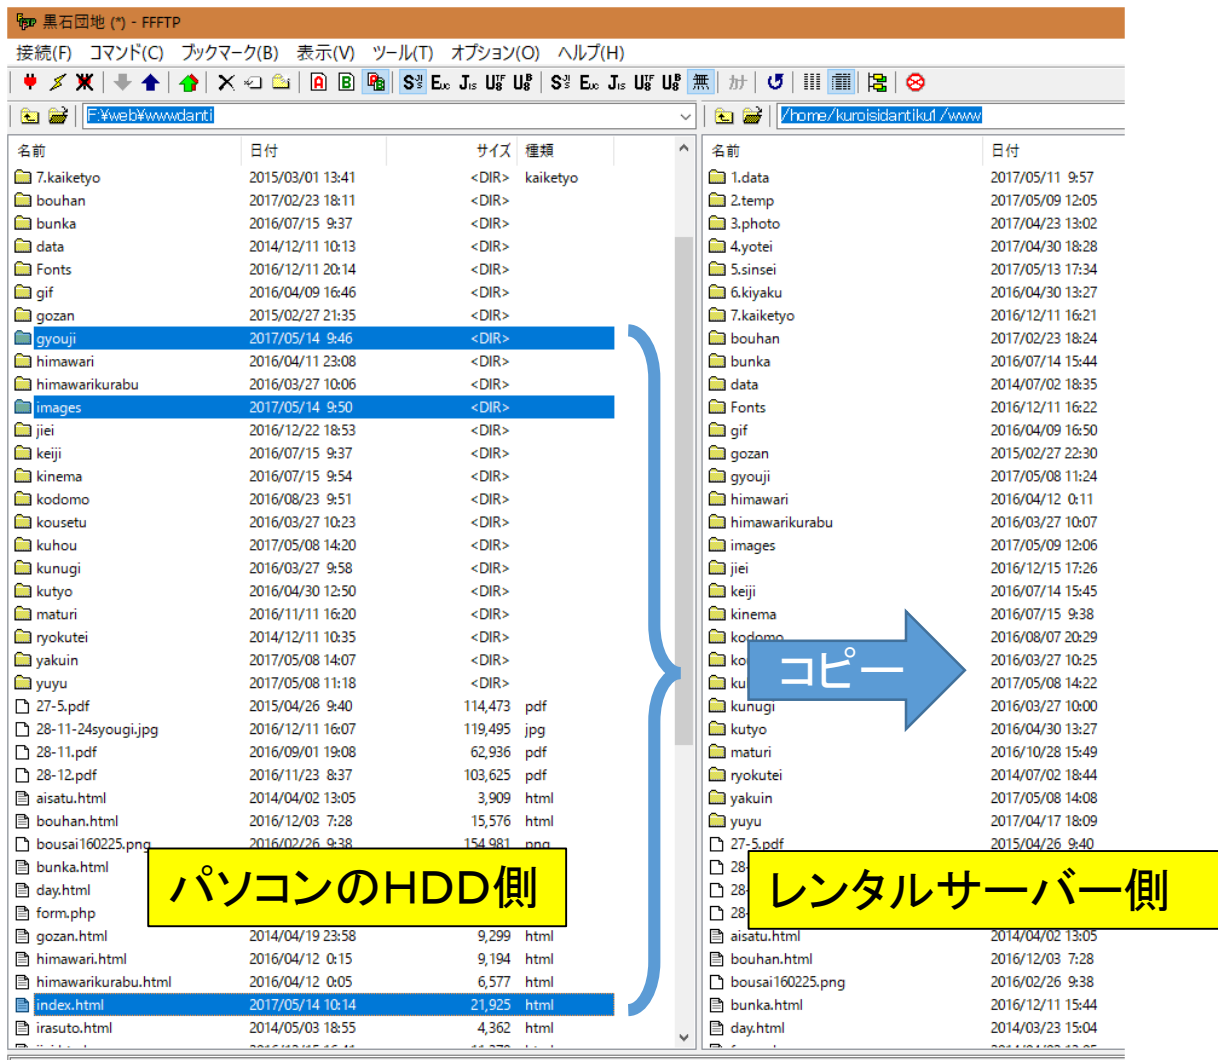 黒石団地 (*) - FFFTP
接続(F) コマンド(C) ブックマーク(B) 表示(V) ツール(T) オプション(O) ヘルプ(H)
F:¥web¥wwwdanti
/home/kuroisidantiku1/www
名前 日付 サイズ 種類
7.kaiketyo 2015/03/01 13:41 <DIR> kaiketyo
bouhan 2017/02/23 18:11 <DIR>
bunka 2016/07/15 9:37 <DIR>
data 2014/12/11 10:13 <DIR>
Fonts 2016/12/11 20:14 <DIR>
gif 2016/04/09 16:46 <DIR>
gozan 2015/02/27 21:35 <DIR>
gyouji 2017/05/14 9:46 <DIR>
himawari 2016/04/11 23:08 <DIR>
himawarikurabu 2016/03/27 10:06 <DIR>
images 2017/05/14 9:50 <DIR>
jiei 2016/12/22 18:53 <DIR>
keiji 2016/07/15 9:37 <DIR>
kinema 2016/07/15 9:54 <DIR>
kodomo 2016/08/23 9:51 <DIR>
kousetu 2016/03/27 10:23 <DIR>
kuhou 2017/05/08 14:20 <DIR>
kunugi 2016/03/27 9:58 <DIR>
kutyo 2016/04/30 12:50 <DIR>
maturi 2016/11/11 16:20 <DIR>
ryokutei 2014/12/11 10:35 <DIR>
yakuin 2017/05/08 14:07 <DIR>
yuyu 2017/05/08 11:18 <DIR>
27-5.pdf 2015/04/26 9:40 114,473 pdf
28-11-24syougi.jpg 2016/12/11 16:07 119,495 jpg
28-11.pdf 2016/09/01 19:08 62,936 pdf
28-12.pdf 2016/11/23 8:37 103,625 pdf
aisatu.html 2014/04/02 13:05 3,909 html
bouhan.html 2016/12/03 7:28 15,576 html
bousai160225.png 2016/02/26 9:38 154,981 png
bunka.html
day.html
form.php
gozan.html 2014/04/19 23:58 9,299 html
himawari.html 2016/04/12 0:15 9,194 html
himawarikurabu.html 2016/04/12 0:05 6,577 html
index.html 2017/05/14 10:14 21,925 html
irasuto.html 2014/05/03 18:55 4,362 html
パソコンのHDD側
名前 日付
1.data 2017/05/11 9:57
2.temp 2017/05/09 12:05
3.photo 2017/04/23 13:02
4.yotei 2017/04/30 18:28
5.sinsei 2017/05/13 17:34
6.kiyaku 2016/04/30 13:27
7.kaiketyo 2016/12/11 16:21
bouhan 2017/02/23 18:24
bunka 2016/07/14 15:44
data 2014/07/02 18:35
Fonts 2016/12/11 16:22
gif 2016/04/09 16:50
gozan 2015/02/27 22:30
gyouji 2017/05/08 11:24
himawari 2016/04/12 0:11
himawarikurabu 2016/03/27 10:07
images 2017/05/09 12:06
jiei 2016/12/15 17:26
keiji 2016/07/14 15:45
kinema 2016/07/15 9:38
kodomo 2016/08/07 20:29
2016/03/27 10:25
2017/05/08 14:22
kunugi 2016/03/27 10:00
kutyo 2016/04/30 13:27
maturi 2016/10/28 15:49
ryokutei 2014/07/02 18:44
yakuin 2017/05/08 14:08
yuyu 2017/04/17 18:09
27-5.pdf 2015/04/26 9:40
aisatu.html 2014/04/02 13:05
bouhan.html 2016/12/03 7:28
bousai160225.png 2016/02/26 9:38
bunka.html 2016/12/11 15:44
day.html 2014/03/23 15:04
コピー
レンタルサーバー側